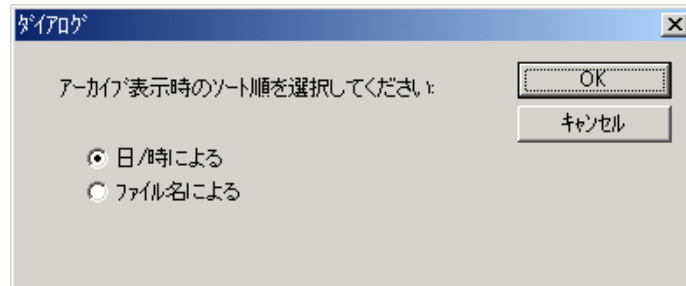 ﾀﾞｲｱﾛｸﾞ
ｱｰｶｲﾌﾞ表示時のｿｰﾄ順を選択してください:
OK
ｷｬﾝｾﾙ
日/時による
ﾌｧｲﾙ名による